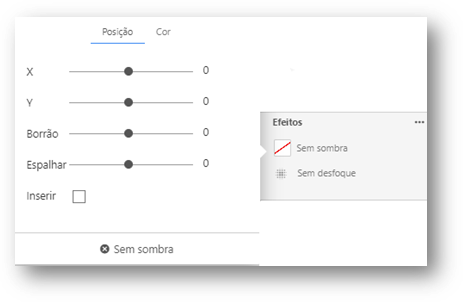 Posição Cor
X 0
Y 0
Borrão 0
Espalhar 0
Inserir
Sem sombra
Efeitos ...
Sem sombra
Sem desfoque